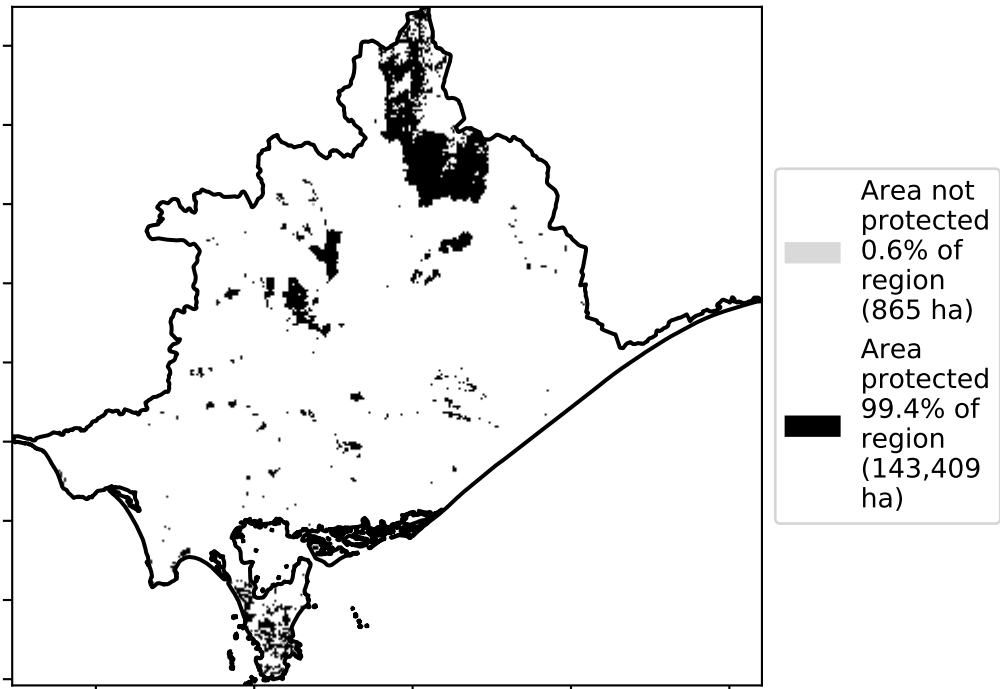 Area not
protected
0.6% of
region
(865 ha)
Area
protected
99.4% of
region
(143,409
ha)